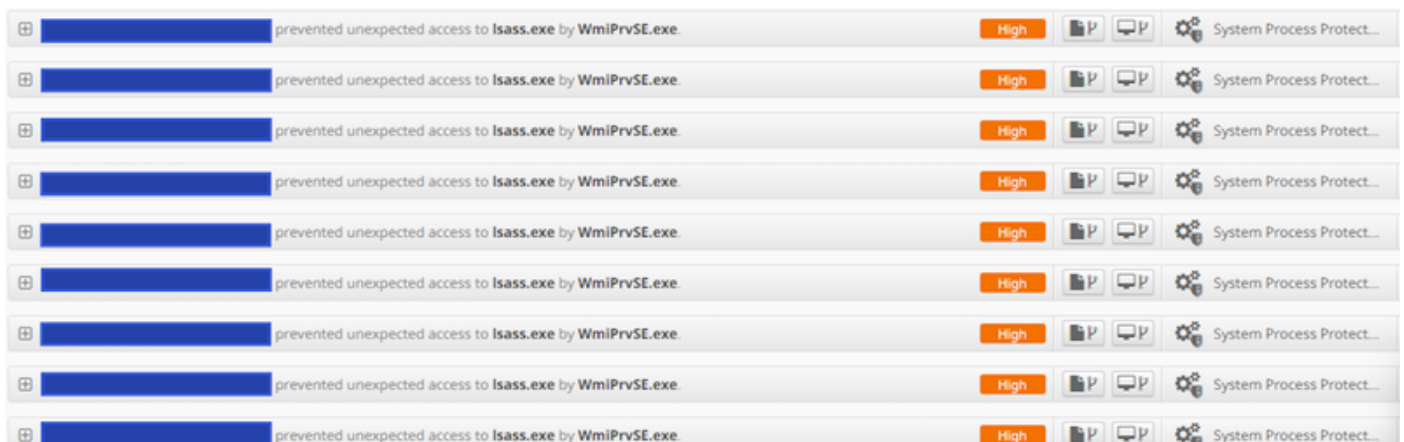 prevented unexpected access to lsass.exe by WmiPrvSE.exe. High System Process Protect...
prevented unexpected access to lsass.exe by WmiPrvSE.exe. High System Process Protect...
prevented unexpected access to lsass.exe by WmiPrvSE.exe. High System Process Protect...
prevented unexpected access to lsass.exe by WmiPrvSE.exe. High System Process Protect...
prevented unexpected access to lsass.exe by WmiPrvSE.exe. High System Process Protect...
prevented unexpected access to lsass.exe by WmiPrvSE.exe. High System Process Protect...
prevented unexpected access to lsass.exe by WmiPrvSE.exe. High System Process Protect...
prevented unexpected access to lsass.exe by WmiPrvSE.exe. High System Process Protect...
prevented unexpected access to lsass.exe by WmiPrvSE.exe. High System Process Protect...